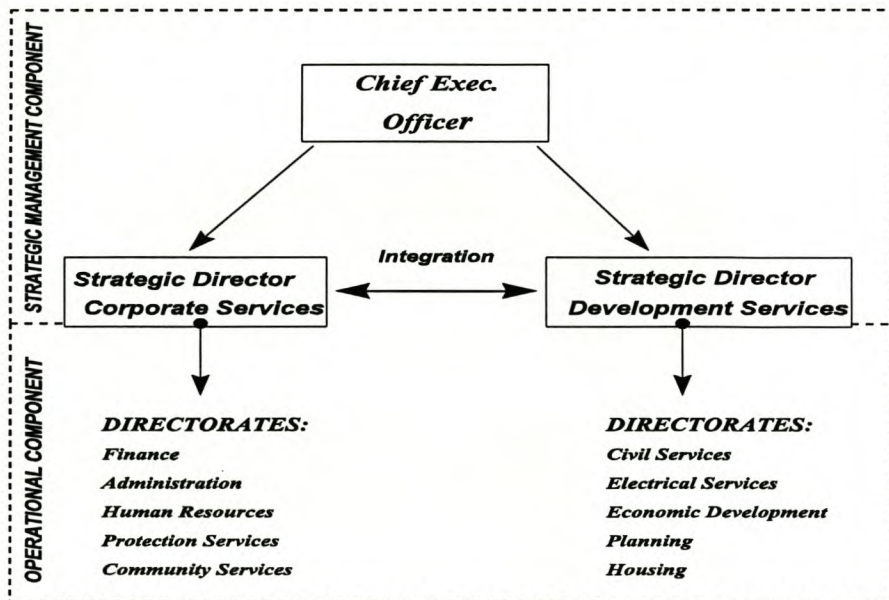 STRATEGIC MANAGEMENT COMPONENT
Chief Exec.
Officer
Integration
Strategic Director
Corporate Services
Strategic Director
Development Services
OPERATIONAL COMPONENT
DIRECTORATES:
Finance
Administration
Human Resources
Protection Services
Community Services
DIRECTORATES:
Civil Services
Electrical Services
Economic Development
Planning
Housing